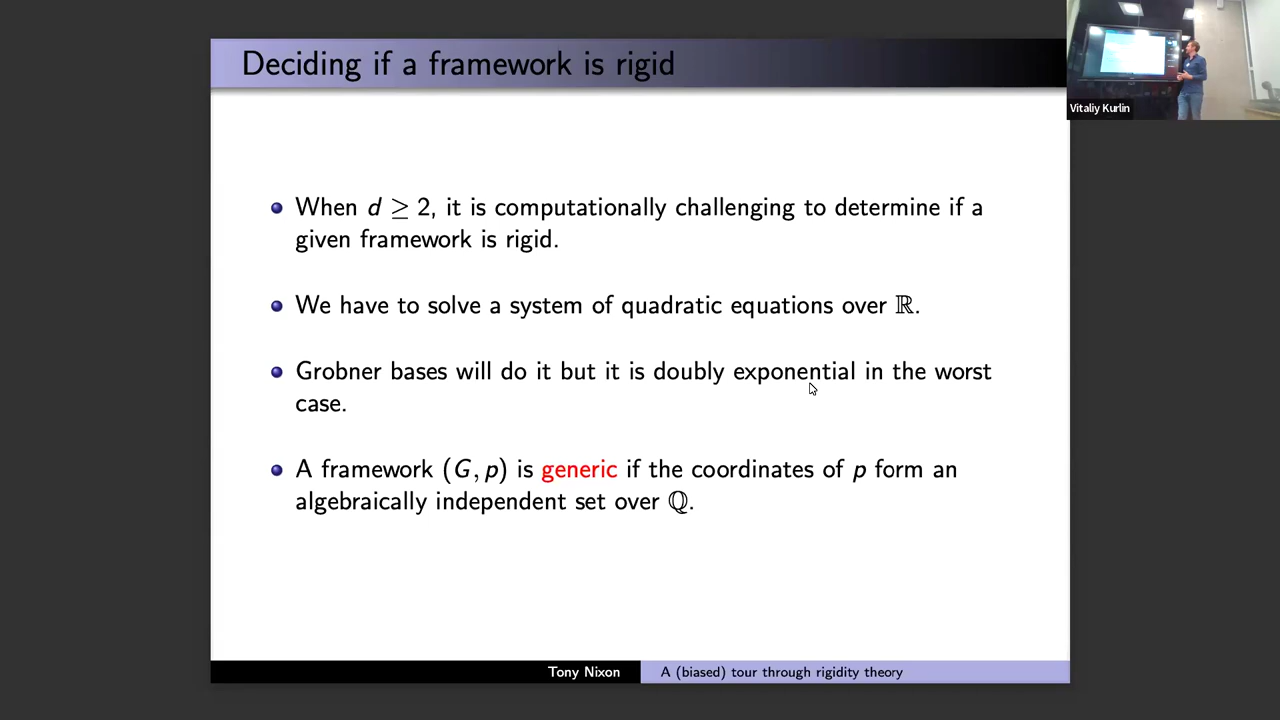 Deciding if a framework is rigid
Vitaliy Kurlin
When d ≥ 2, it is computationally challenging to determine if a
given framework is rigid.
We have to solve a system of quadratic equations over ℝ.
Grobner bases will do it but it is doubly exponential in the worst
case.
A framework (G, p) is generic if the coordinates of p form an
algebraically independent set over ℚ.
Tony Nixon
A (biased) tour through rigidity theory